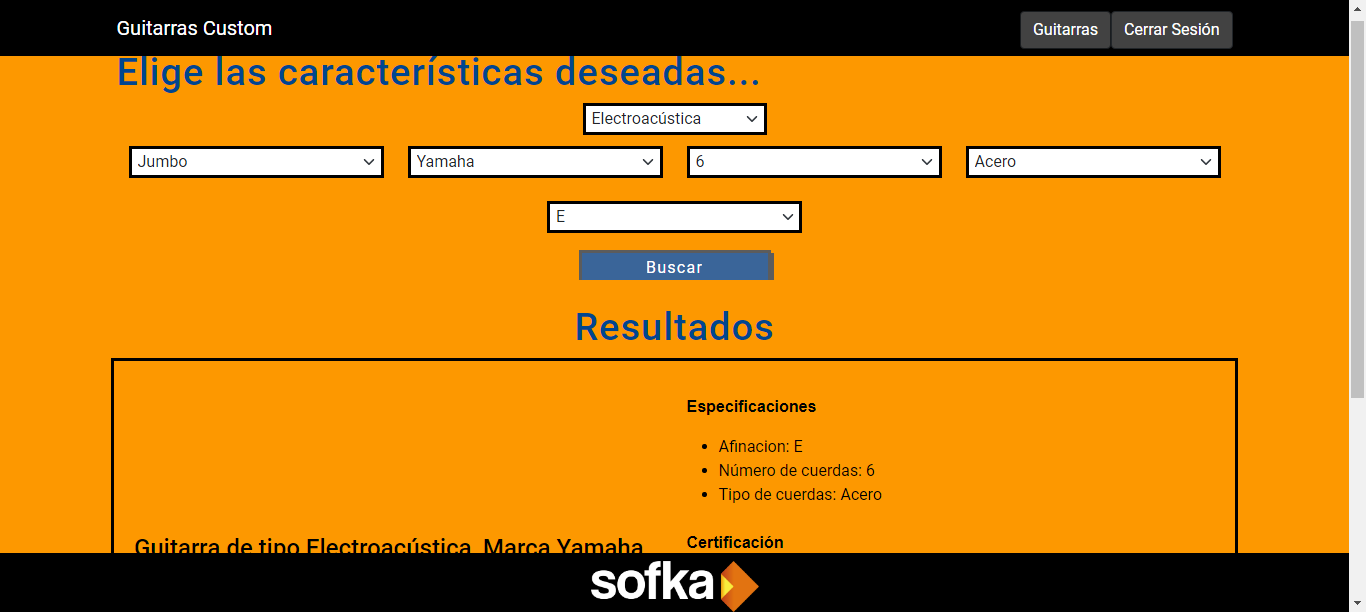 Guitarras Custom
Guitarras
Cerrar Sesión
Elige las características deseadas...
Electroacústica
Jumbo
Yamaha
6
Acero
E
Buscar
Resultados
Especificaciones
Afinacion: E
Número de cuerdas: 6
Tipo de cuerdas: Acero
Guitarra de tipo Electroacústica, Marca Yamaha
Certificación
sofka